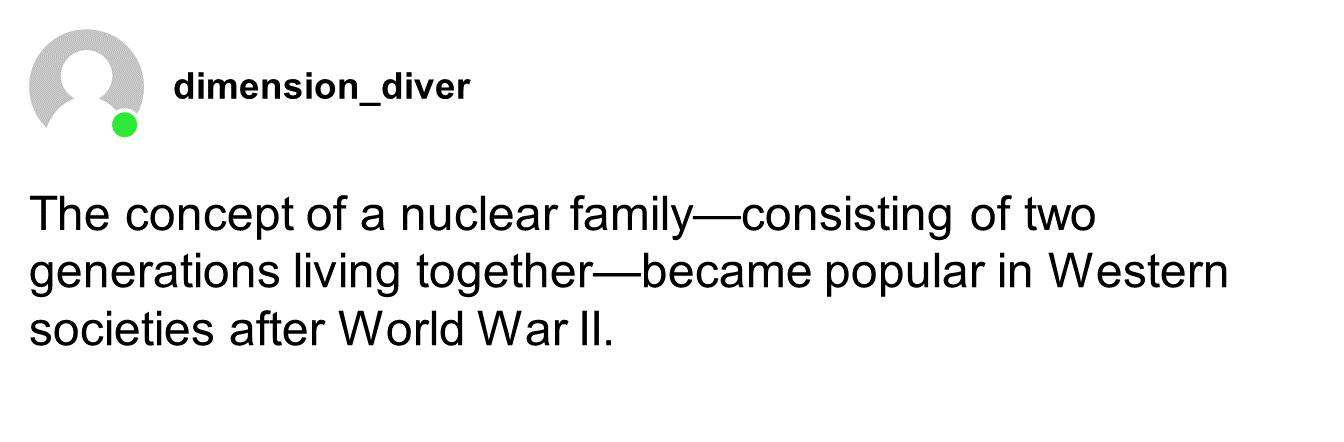 dimension_diver
The concept of a nuclear family—consisting of two
generations living together—became popular in Western
societies after World War II.